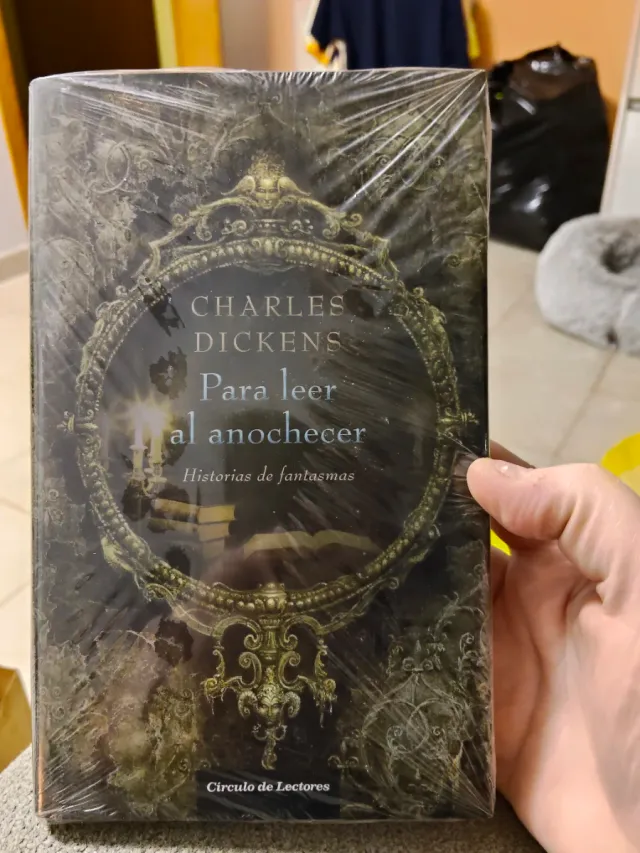 CHARLES
DICKENS
Para leer
al anochecer
Historias de fantasmas
Círculo de Lectores